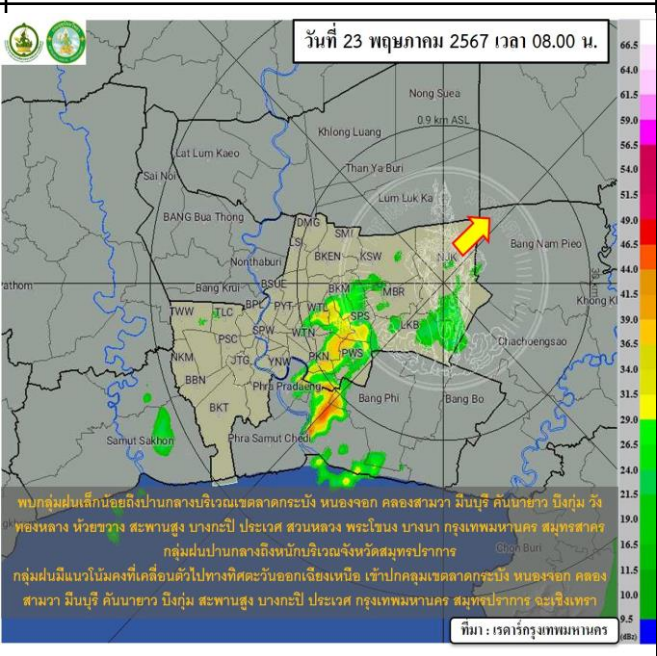 วันที่ 23 พฤษภาคม 2567 เวลา 08.00 น.
66.5
64.0
61.5
59.0
56.5
54.0
51.5
49.0
46.5
44.0
41.5
39.0
36.5
34.0
31.5
29.0
26.5
24.0
21.5
19.0
16.5
11.5
10.0
9.5
(dBz)
Nong Suea
0.9 km ASL
Khlong Luang
Lat Lum Kaeo
Than Ya Buri
Sai Noi
Lum Luk Ka
BANG Bua Thong
DMG
SMI
LSI
Bang Nam Prieo
Nonthaburi
BKEN
KSW
NJK
Bang Krui
BSUE
BKM
MBR
Khong K
TWW
TLC
BPL
PYT
WTL
SPS
LKB
PSC
SPW
WTN
Chachoengsao
NKM
JTG
YNW
PKN
PWS
BBN
Phra Pradaeng
BKT
Bang Phi
Bang Bo
Samut Sakhon
Phra Samut Chedi
Chon Buri
พบกลุ่มฝนเล็กน้อยถึงปานกลางบริเวณเขตลาดกระบัง หนองจอก คลองสามวา มีนบุรี คันนายาว บึงกุ่ม วัง
ทองหลาง ห้วยขวาง สะพานสูง บางกะปิ ประเวศ สวนหลวง พระโขนง บางนา กรุงเทพมหานคร สมุทรสาคร
กลุ่มฝนปานกลางถึงหนักบริเวณจังหวัดสมุทรปราการ
กลุ่มฝนมีแนวโน้มคงที่เคลื่อนตัวไปทางทิศตะวันออกเฉียงเหนือ เข้าปกคลุมเขตลาดกระบัง หนองจอก คลอง
สามวา มีนบุรี คันนายาว บึงกุ่ม สะพานสูง บางกะปิ ประเวศ กรุงเทพมหานคร สมุทรปราการ ฉะเชิงเทรา
ที่มา : เรดาร์กรุงเทพมหานคร